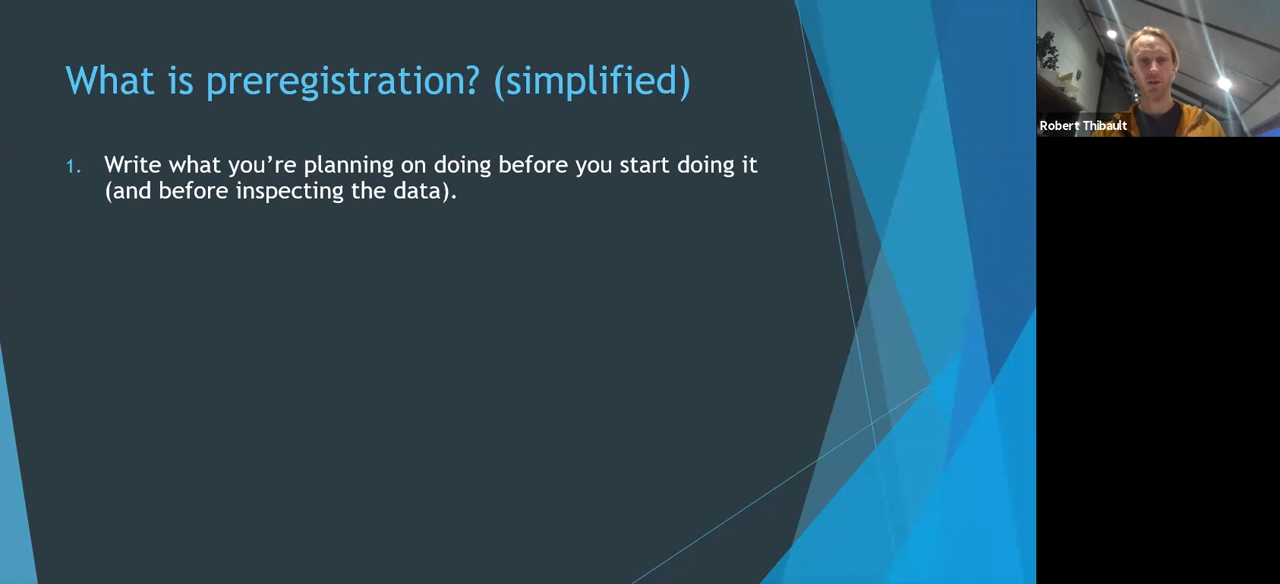 What is preregistration? (simplified)
1. Write what you're planning on doing before you start doing it
(and before inspecting the data).
Robert Thibault